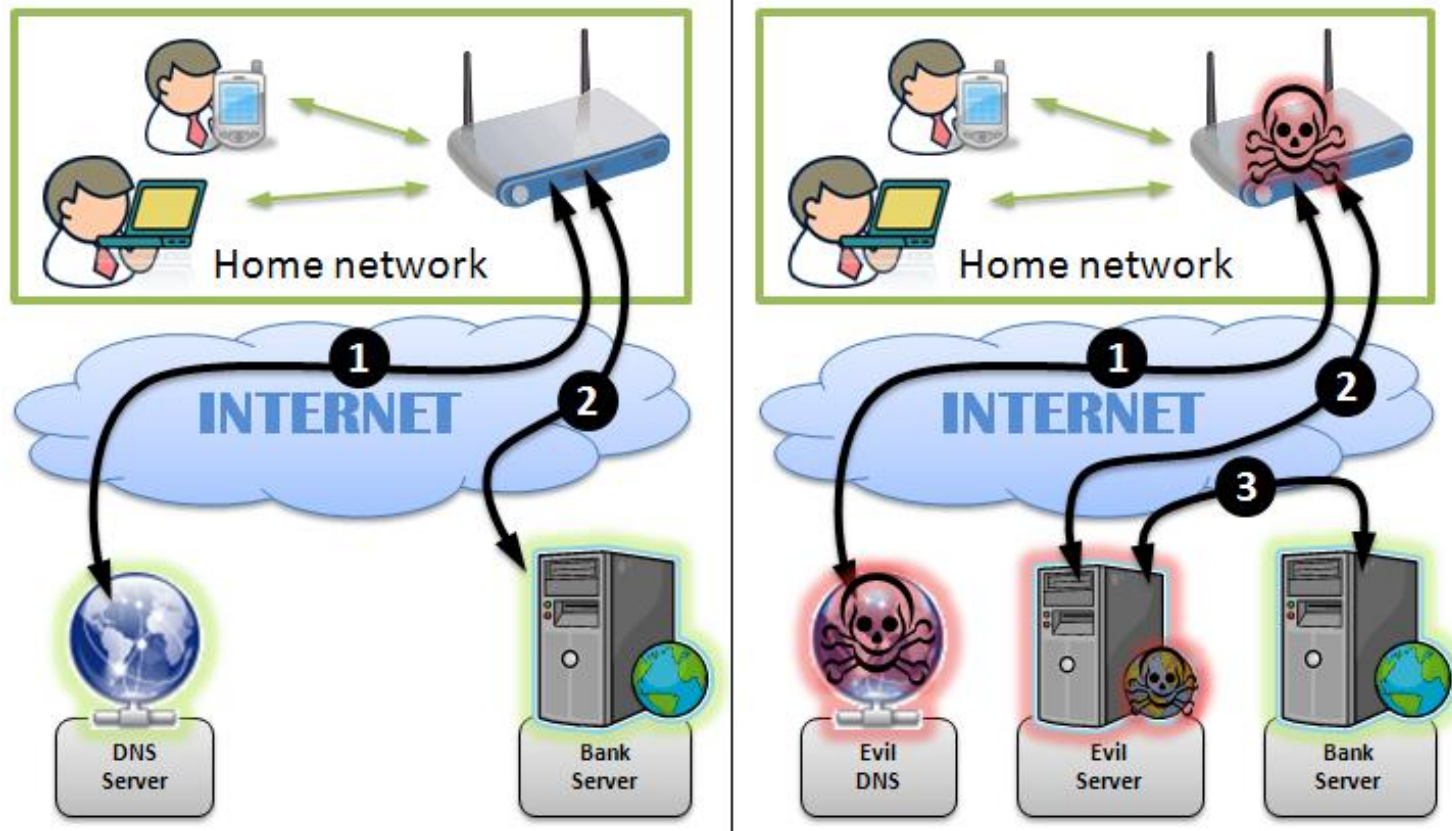 Home network
1
INTERNET
2
DNS
Server
Bank
Server
Home network
1
2
INTERNET
3
Evil
DNS
Evil
Server
Bank
Server